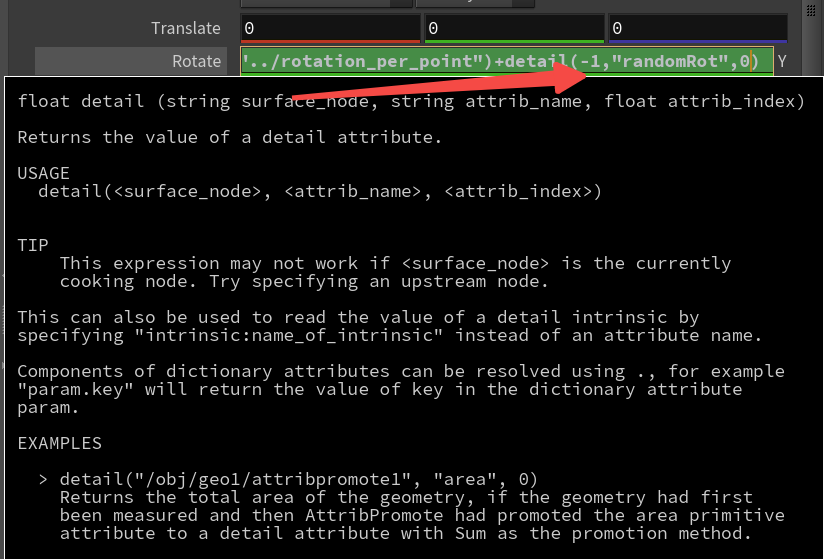 Translate 0 0 0
Rotate '../rotation_per_point")+detail(-1,"randomRot",0) Y
float detail (string surface_node, string attrib_name, float attrib_index)
Returns the value of a detail attribute.
USAGE
detail(<surface_node>, <attrib_name>, <attrib_index>)
TIP
This expression may not work if <surface_node> is the currently
cooking node. Try specifying an upstream node.
This can also be used to read the value of a detail intrinsic by
specifying "intrinsic:name_of_intrinsic" instead of an attribute name.
Components of dictionary attributes can be resolved using ., for example
"param.key" will return the value of key in the dictionary attribute
param.
EXAMPLES
> detail("/obj/geo1/attribpromote1", "area", 0)
Returns the total area of the geometry, if the geometry had first
been measured and then AttribPromote had promoted the area primitive
attribute to a detail attribute with Sum as the promotion method.